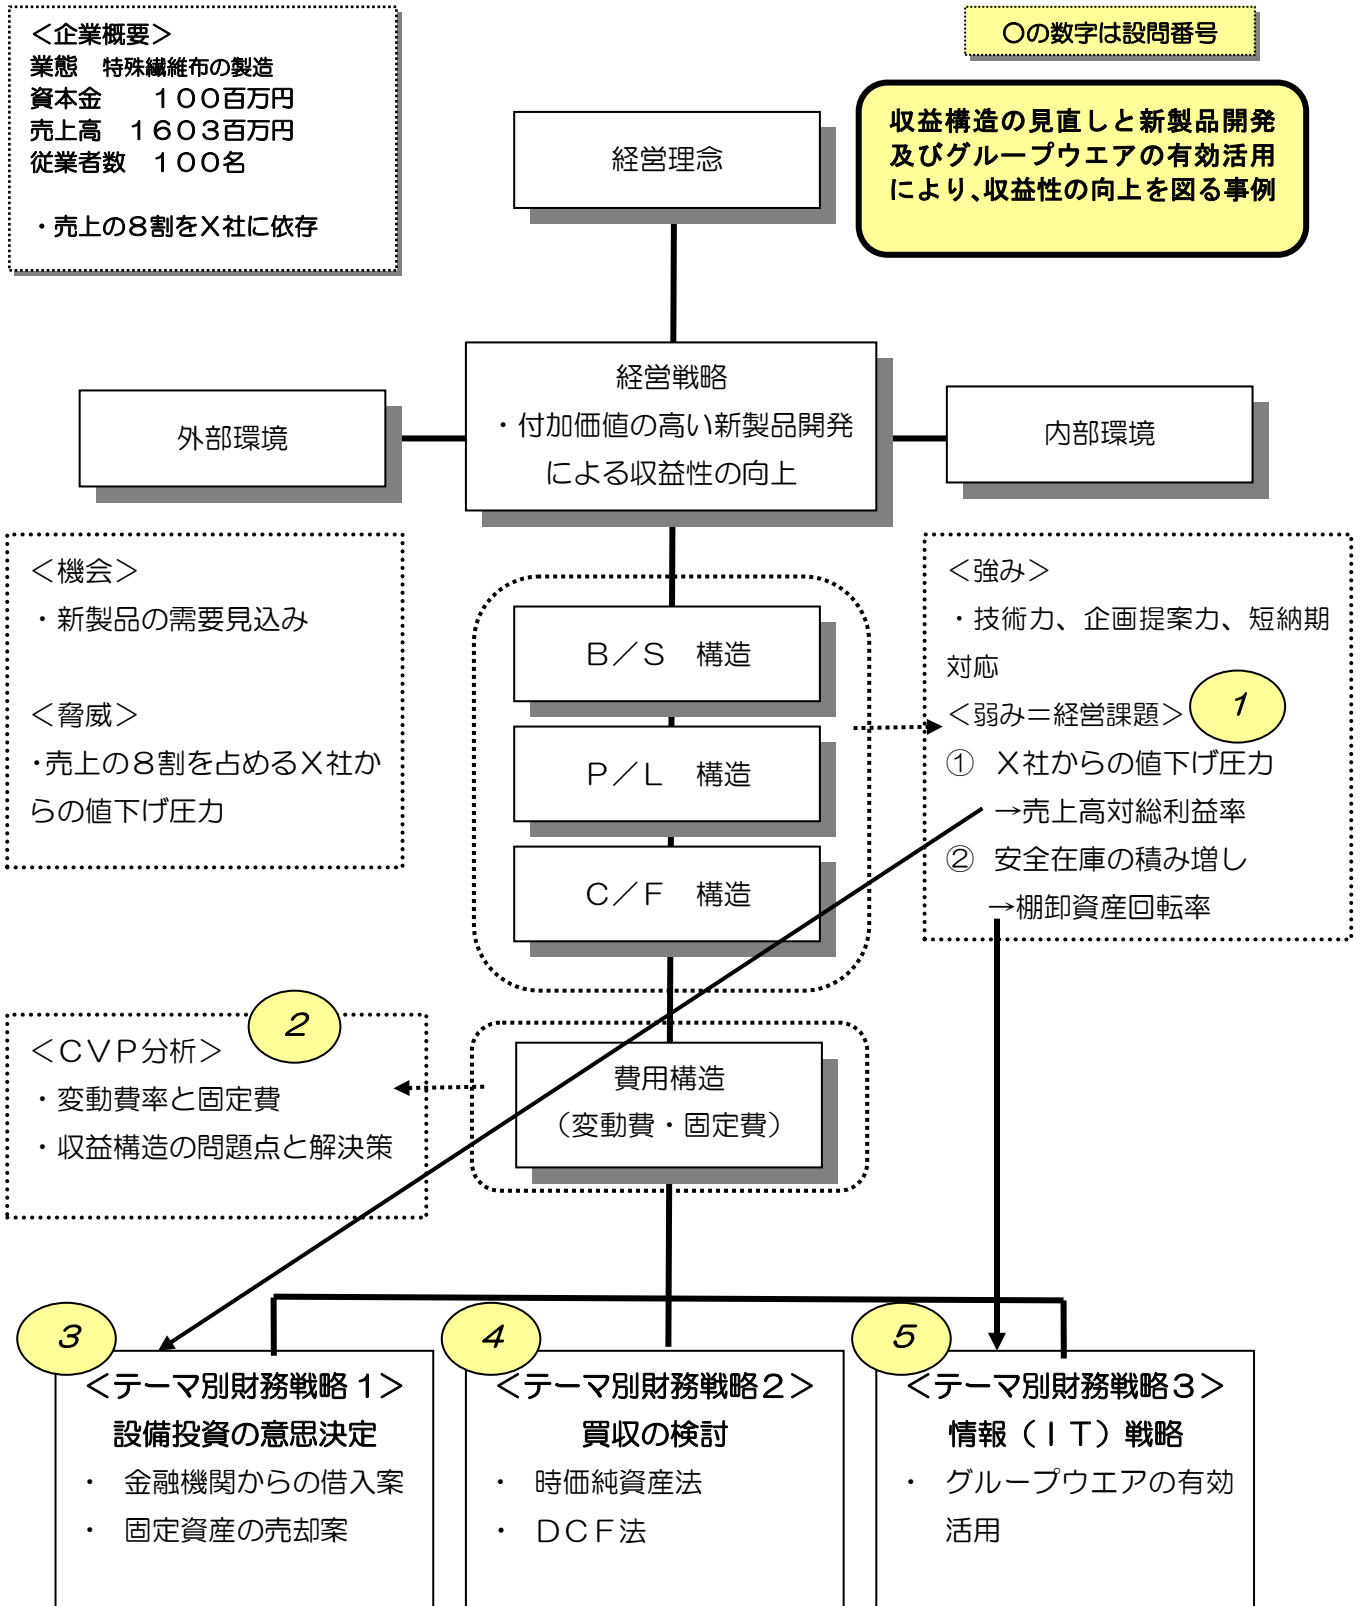 ＜企業概要＞
業態　特殊繊維布の製造
資本金　　１００百万円
売上高　１６０３百万円
従業者数　１００名
・売上の８割をＸ社に依存
〇の数字は設問番号
収益構造の見直しと新製品開発
及びグループウエアの有効活用
により、収益性の向上を図る事例
経営理念
経営戦略
・付加価値の高い新製品開発
による収益性の向上
外部環境
内部環境
＜機会＞
・新製品の需要見込み
＜脅威＞
・売上の８割を占めるＸ社か
らの値下げ圧力
Ｂ／Ｓ　構造
Ｐ／Ｌ　構造
Ｃ／Ｆ　構造
＜強み＞
・技術力、企画提案力、短納期
対応
＜弱み＝経営課題＞
1
①　Ｘ社からの値下げ圧力
→売上高対総利益率
②　安全在庫の積み増し
→棚卸資産回転率
2
＜ＣＶＰ分析＞
・変動費率と固定費
・収益構造の問題点と解決策
費用構造
（変動費・固定費）
3
＜テーマ別財務戦略１＞
設備投資の意思決定
・　金融機関からの借入案
・　固定資産の売却案
4
＜テーマ別財務戦略２＞
買収の検討
・　時価純資産法
・　ＤＣＦ法
5
＜テーマ別財務戦略３＞
情報（ＩＴ）戦略
・　グループウエアの有効
活用